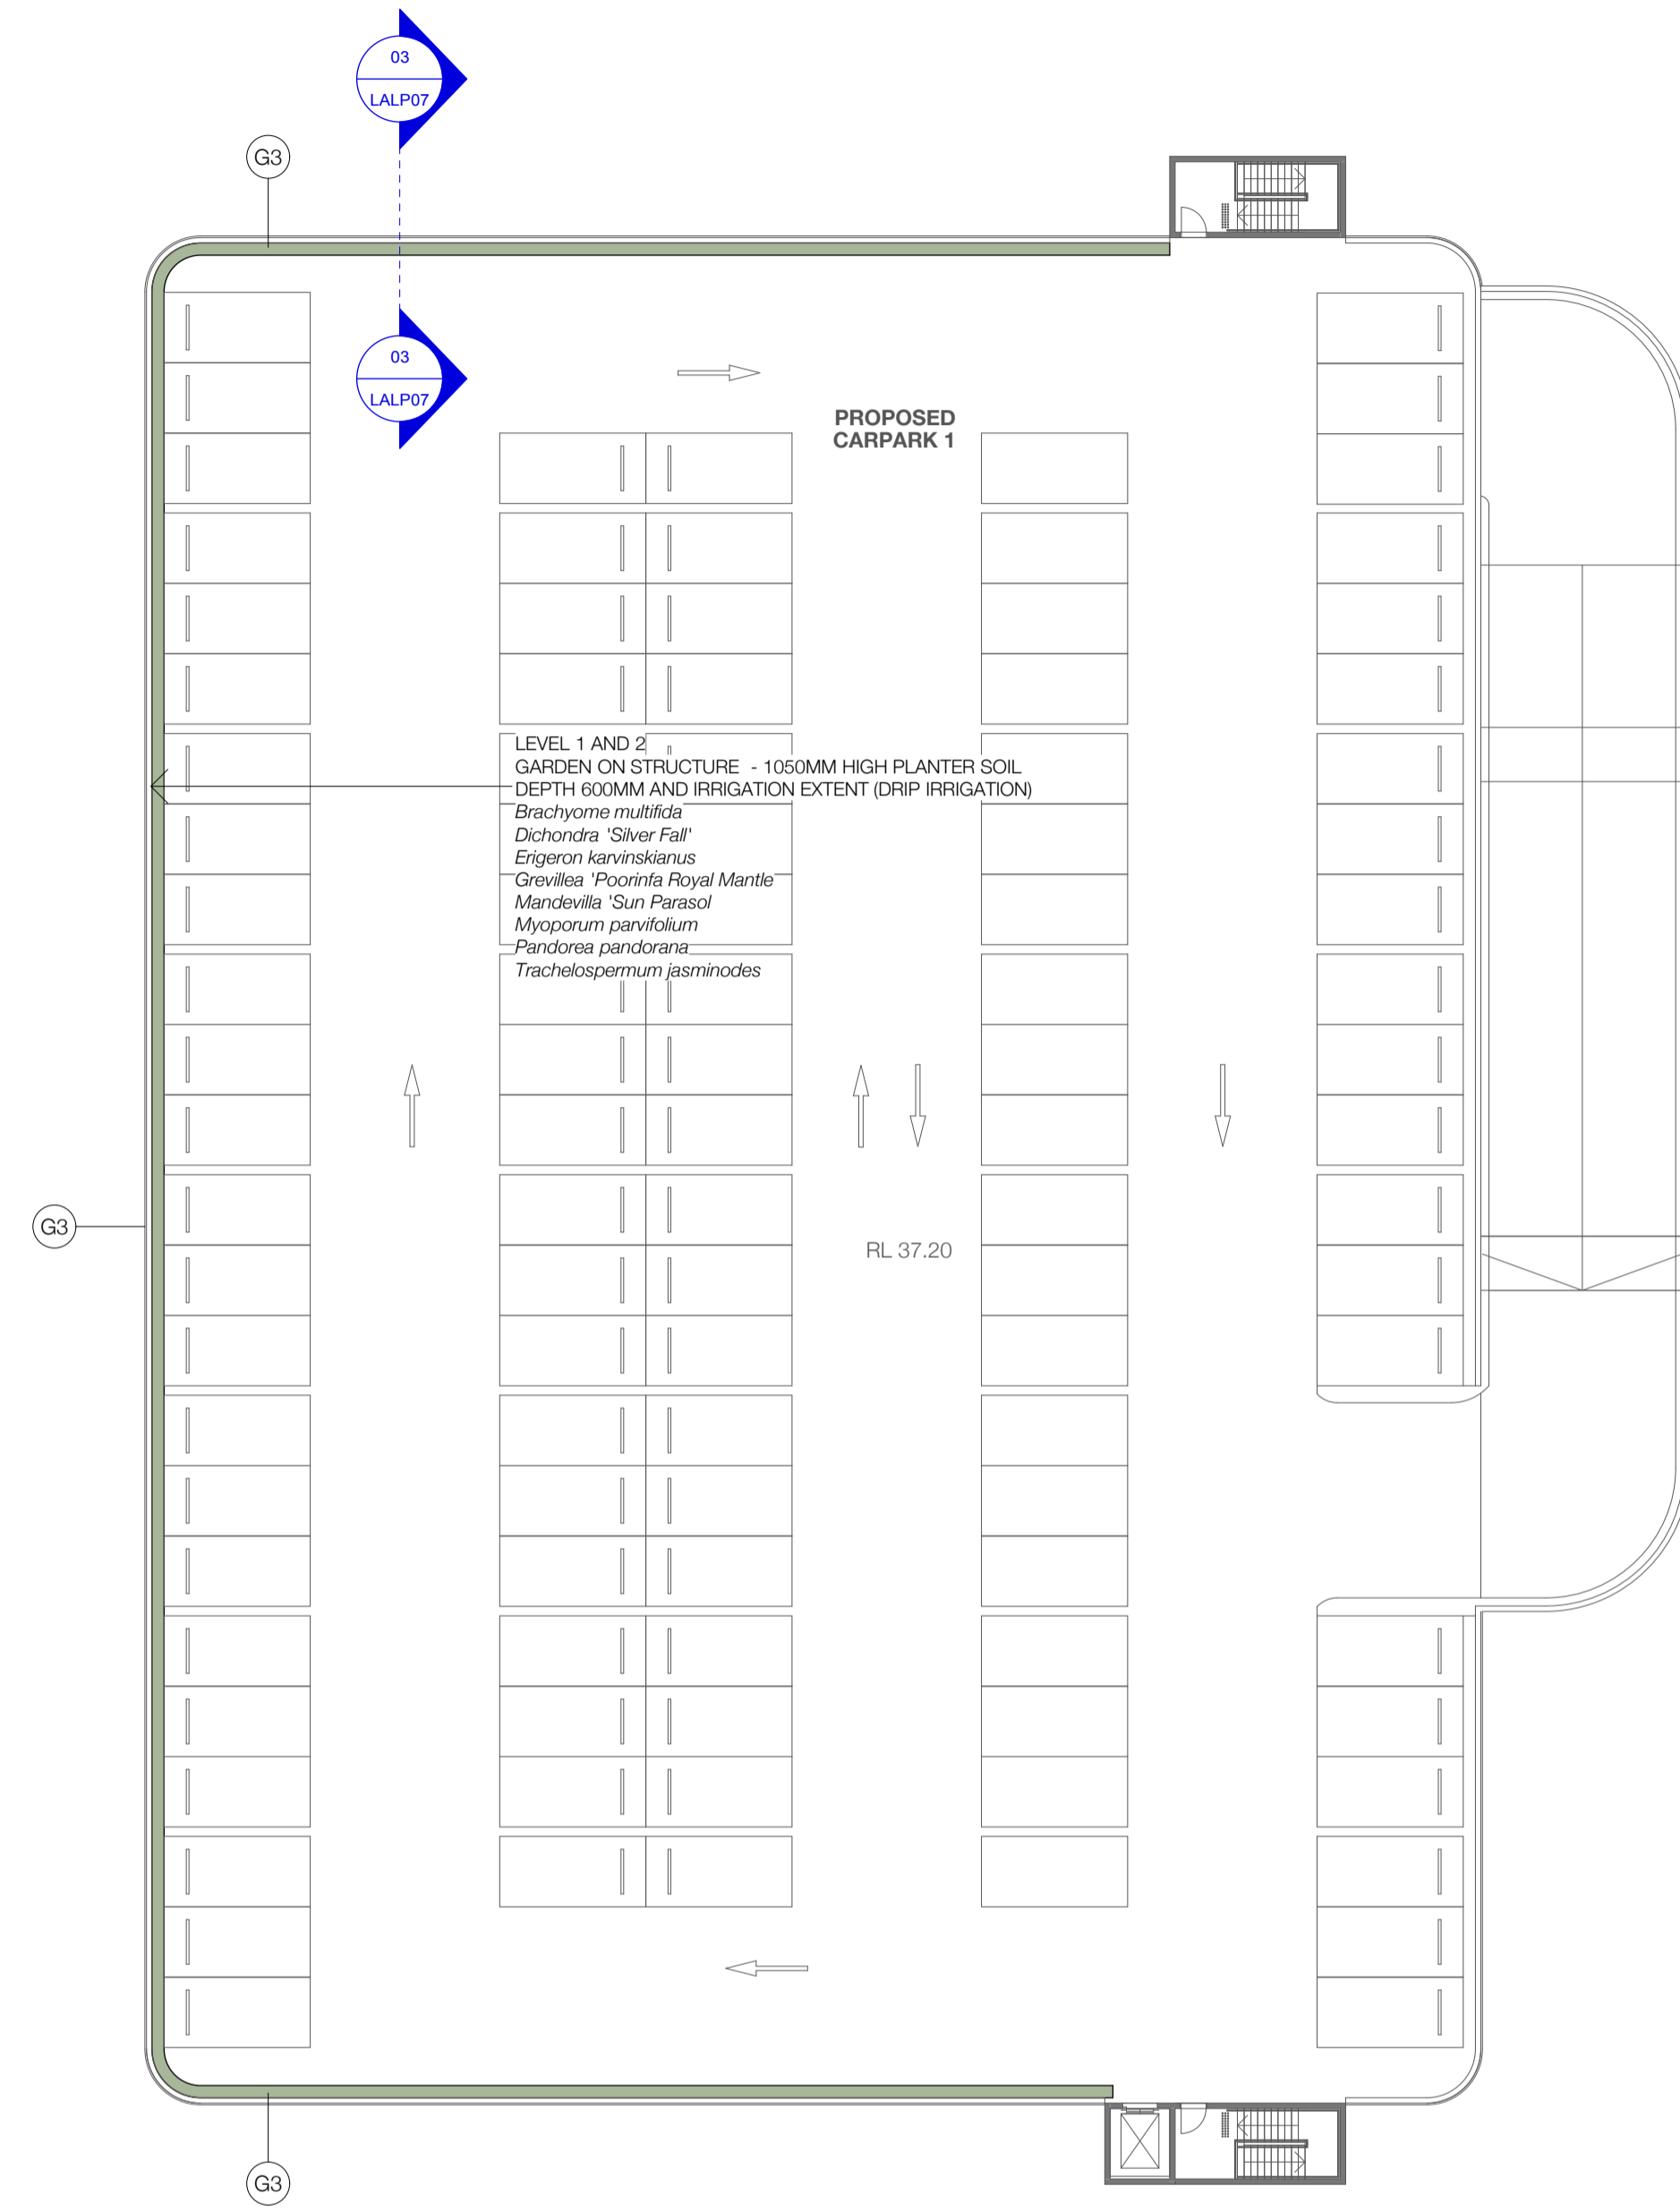 03
LALP07
G3
03
LALP07
PROPOSED
CARPARK 1
LEVEL 1 AND 2
GARDEN ON STRUCTURE - 1050MM HIGH PLANTER SOIL
DEPTH 600MM AND IRRIGATION EXTENT (DRIP IRRIGATION)
Brachyome multifida
Dichondra 'Silver Fall'
Erigeron karvinskianus
Grevillea 'Poorinfa Royal Mantle
Mandevilla 'Sun Parasol
Myoporum parvifolium
Pandorea pandorana
Trachelospermum jasminodes
G3
RL 37.20
G3